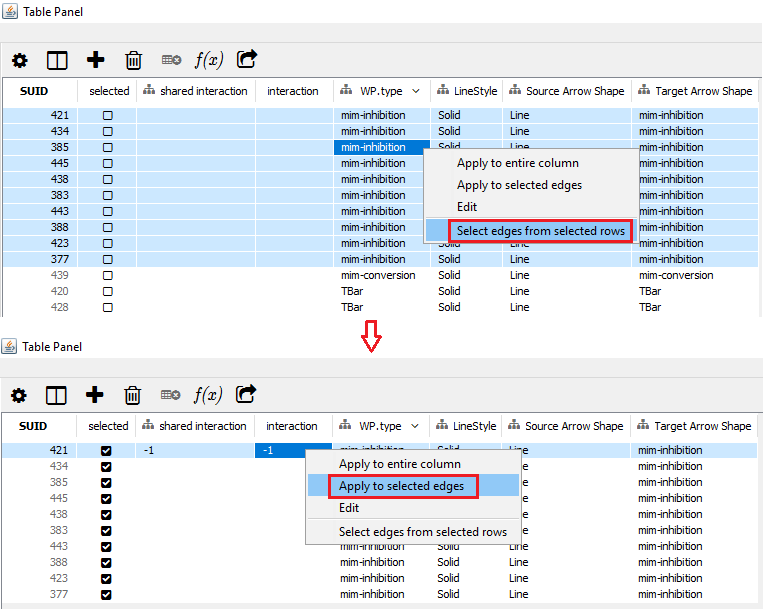 Table Panel
f(x)
SUID selected shared interaction interaction WP.type LineStyle Source Arrow Shape Target Arrow Shape
421 mim-inhibition Solid Line mim-inhibition
434 mim-inhibition Solid Line mim-inhibition
385 mim-inhibition Solid Line mim-inhibition
445 mim-inhibition mim-inhibition
438 mim-inhibition mim-inhibition
383 mim-inhibition mim-inhibition
443 mim-inhibition mim-inhibition
388 mim-inhibition mim-inhibition
423 mim-inhibition Solid Line mim-inhibition
377 mim-inhibition Solid Line mim-inhibition
439 mim-conversion Solid Line mim-conversion
420 TBar Solid Line TBar
428 TBar Solid Line TBar
Apply to entire column
Apply to selected edges
Edit
Select edges from selected rows
Table Panel
f(x)
SUID selected shared interaction interaction WP.type LineStyle Source Arrow Shape Target Arrow Shape
421 -1 -1 mim-inhibition Solid Line mim-inhibition
434 mim-inhibition
385 mim-inhibition
445 mim-inhibition
438 mim-inhibition
383 mim-inhibition
443 mim-inhibition Solid Line mim-inhibition
388 mim-inhibition Solid Line mim-inhibition
423 mim-inhibition Solid Line mim-inhibition
377 mim-inhibition Solid Line mim-inhibition
Apply to entire column
Apply to selected edges
Edit
Select edges from selected rows